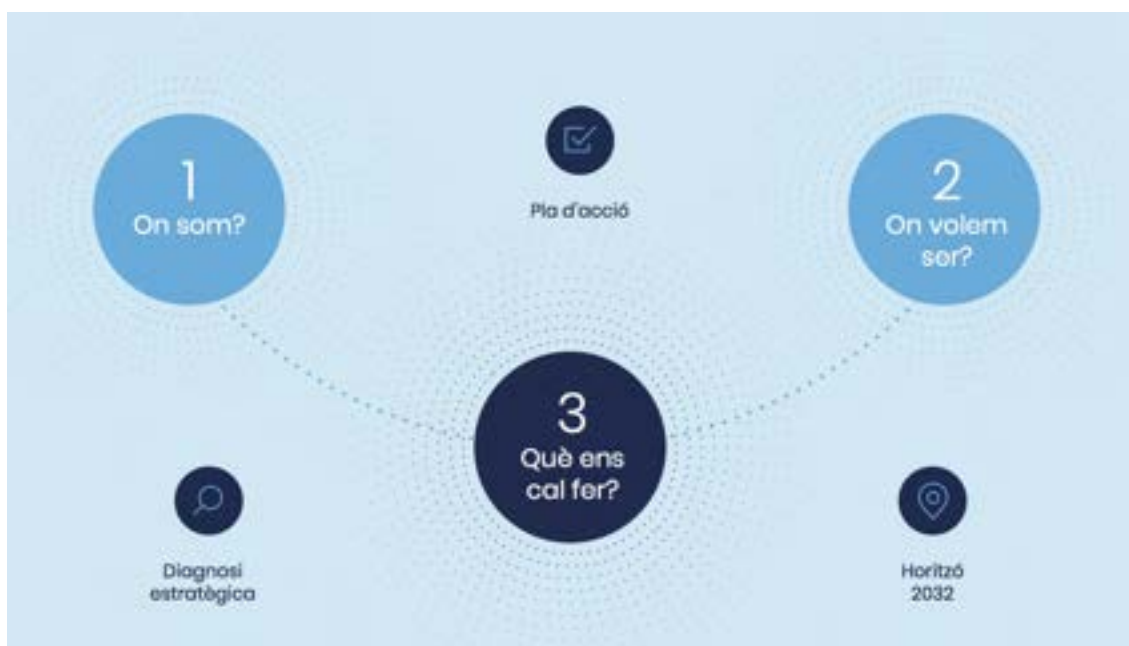 1
On som?
Pla d'acció
2
On volem
ser?
3
Què ens
cal fer?
Diagnosi
estratègica
Horitzó
2032